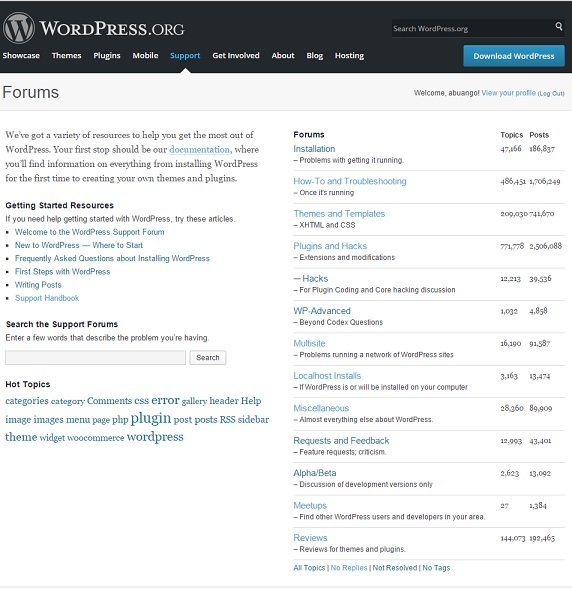 WORDPRESS.ORG
Search WordPress.org
Showcase Themes Plugins Mobile Support Get Involved About Blog Hosting
Download WordPress
Forums
Welcome, abuango! View your profile (Log Out)
We've got a variety of resources to help you get the most out of
WordPress. Your first stop should be our documentation, where
you'll find information on everything from installing WordPress
for the first time to creating your own themes and plugins.
Getting Started Resources
If you need help getting started with WordPress, try these articles.
Welcome to the WordPress Support Forum
New to WordPress — Where to Start
Frequently Asked Questions about Installing WordPress
First Steps with WordPress
Writing Posts
Support Handbook
Search the Support Forums
Enter a few words that describe the problem you're having.
Search
Hot Topics
categories category Comments css error gallery header Help
image images menu page php plugin post posts RSS sidebar
theme widget woocommerce wordpress
Forums Topics Posts
Installation 47,166 186,837
– Problems with getting it running.
How-To and Troubleshooting 486,451 1,706,249
– Once it's running
Themes and Templates 209,030 741,670
– XHTML and CSS
Plugins and Hacks 771,778 2,506,088
– Extensions and modifications
— Hacks 12,213 39,536
– For Plugin Coding and Core hacking discussion
WP-Advanced 1,032 4,858
– Beyond Codex Questions
Multisite 16,190 91,587
– Problems running a network of WordPress sites
Localhost Installs 3,163 13,474
– If WordPress is or will be installed on your computer
Miscellaneous 28,360 89,909
– Almost everything else about WordPress.
Requests and Feedback 12,993 43,401
– Feature requests; criticism.
Alpha/Beta 2,623 13,092
– Discussion of development versions only
Meetups 27 1,384
– Find other WordPress users and developers in your area.
Reviews 144,073 192,465
– Reviews for themes and plugins.
All Topics | No Replies | Not Resolved | No Tags